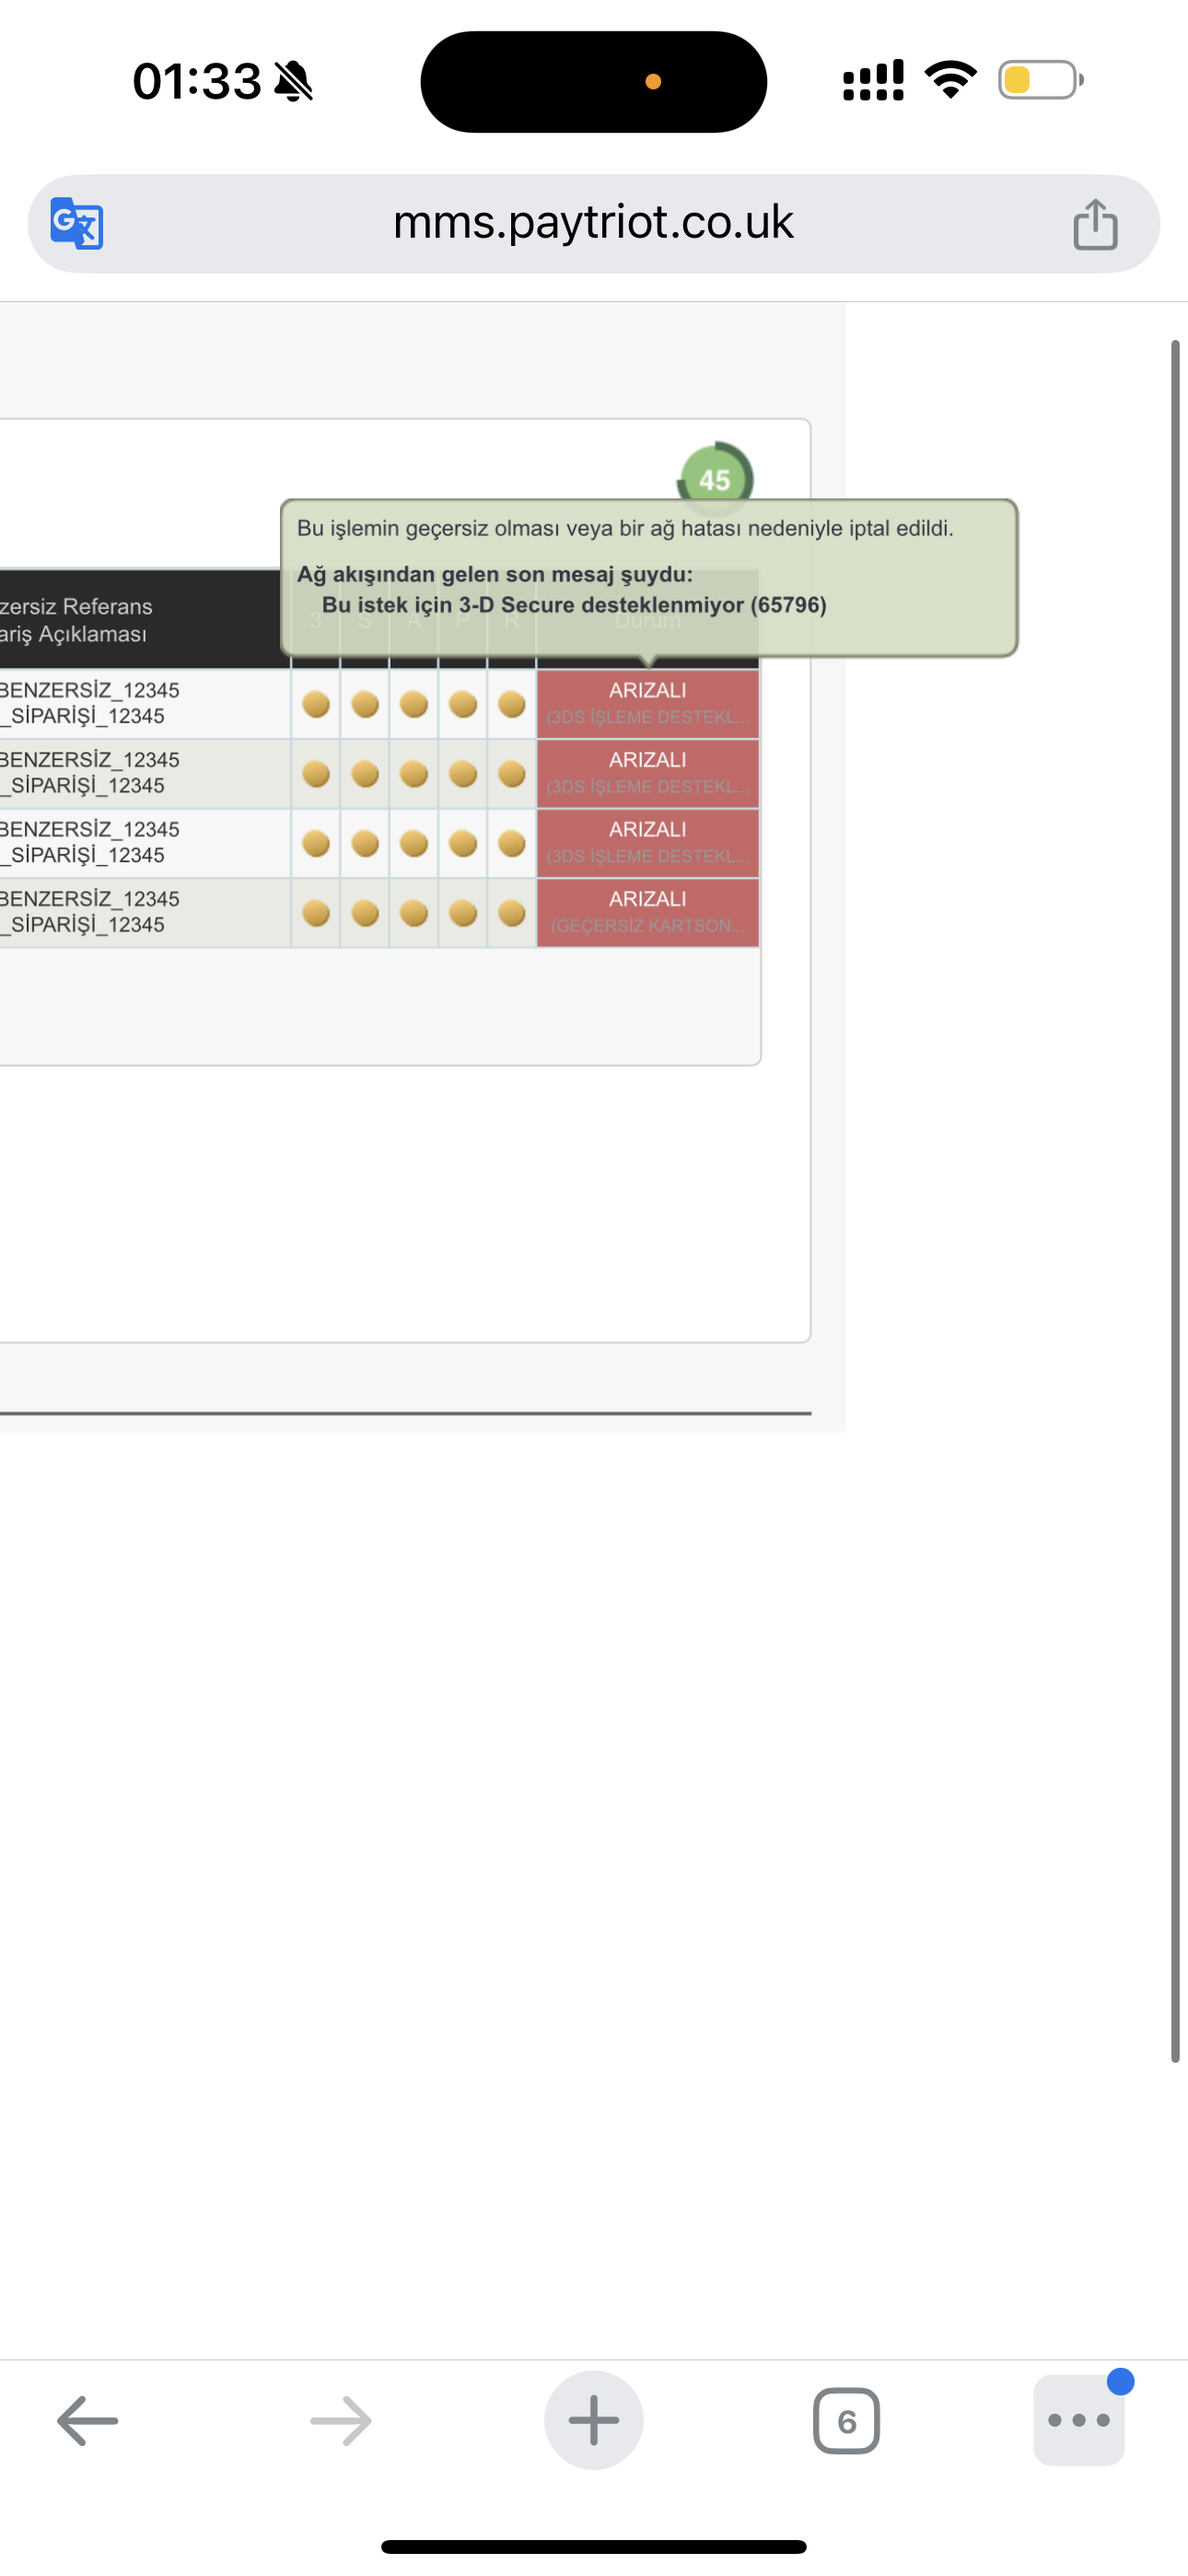 01:33
mms.paytriot.co.uk
45
Bu işlemin geçersiz olması veya bir ağ hatası nedeniyle iptal edildi.
Ağ akışından gelen son mesaj şuydu:
Bu istek için 3-D Secure desteklenmiyor (65796)
zersiz Referans
ariş Açıklaması
3 S A P R Durum
BENZERSİZ_12345
_SİPARİŞİ_12345
ARIZALI
(3DS İŞLEME DESTEKL...
BENZERSİZ_12345
_SİPARİŞİ_12345
ARIZALI
(3DS İŞLEME DESTEKL...
BENZERSİZ_12345
_SİPARİŞİ_12345
ARIZALI
(3DS İŞLEME DESTEKL...
BENZERSİZ_12345
_SİPARİŞİ_12345
ARIZALI
(GEÇERSİZ KARTSON...
6